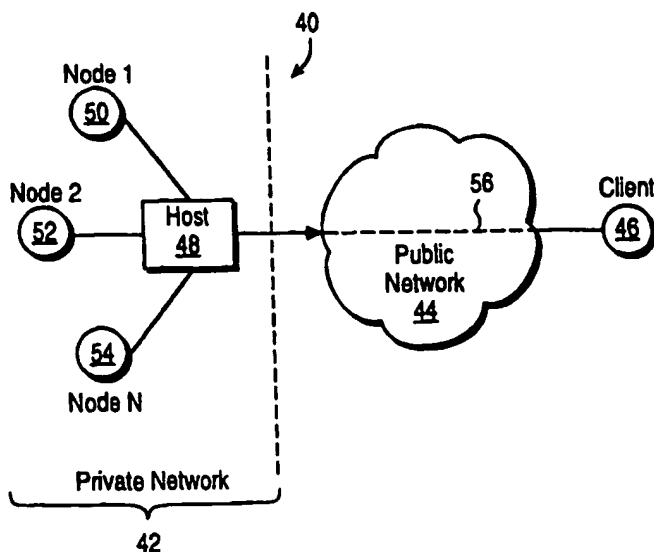 40
Node 1
50
Node 2
52
Host
48
56
Client
46
Public
Network
44
54
Node N
Private Network
42